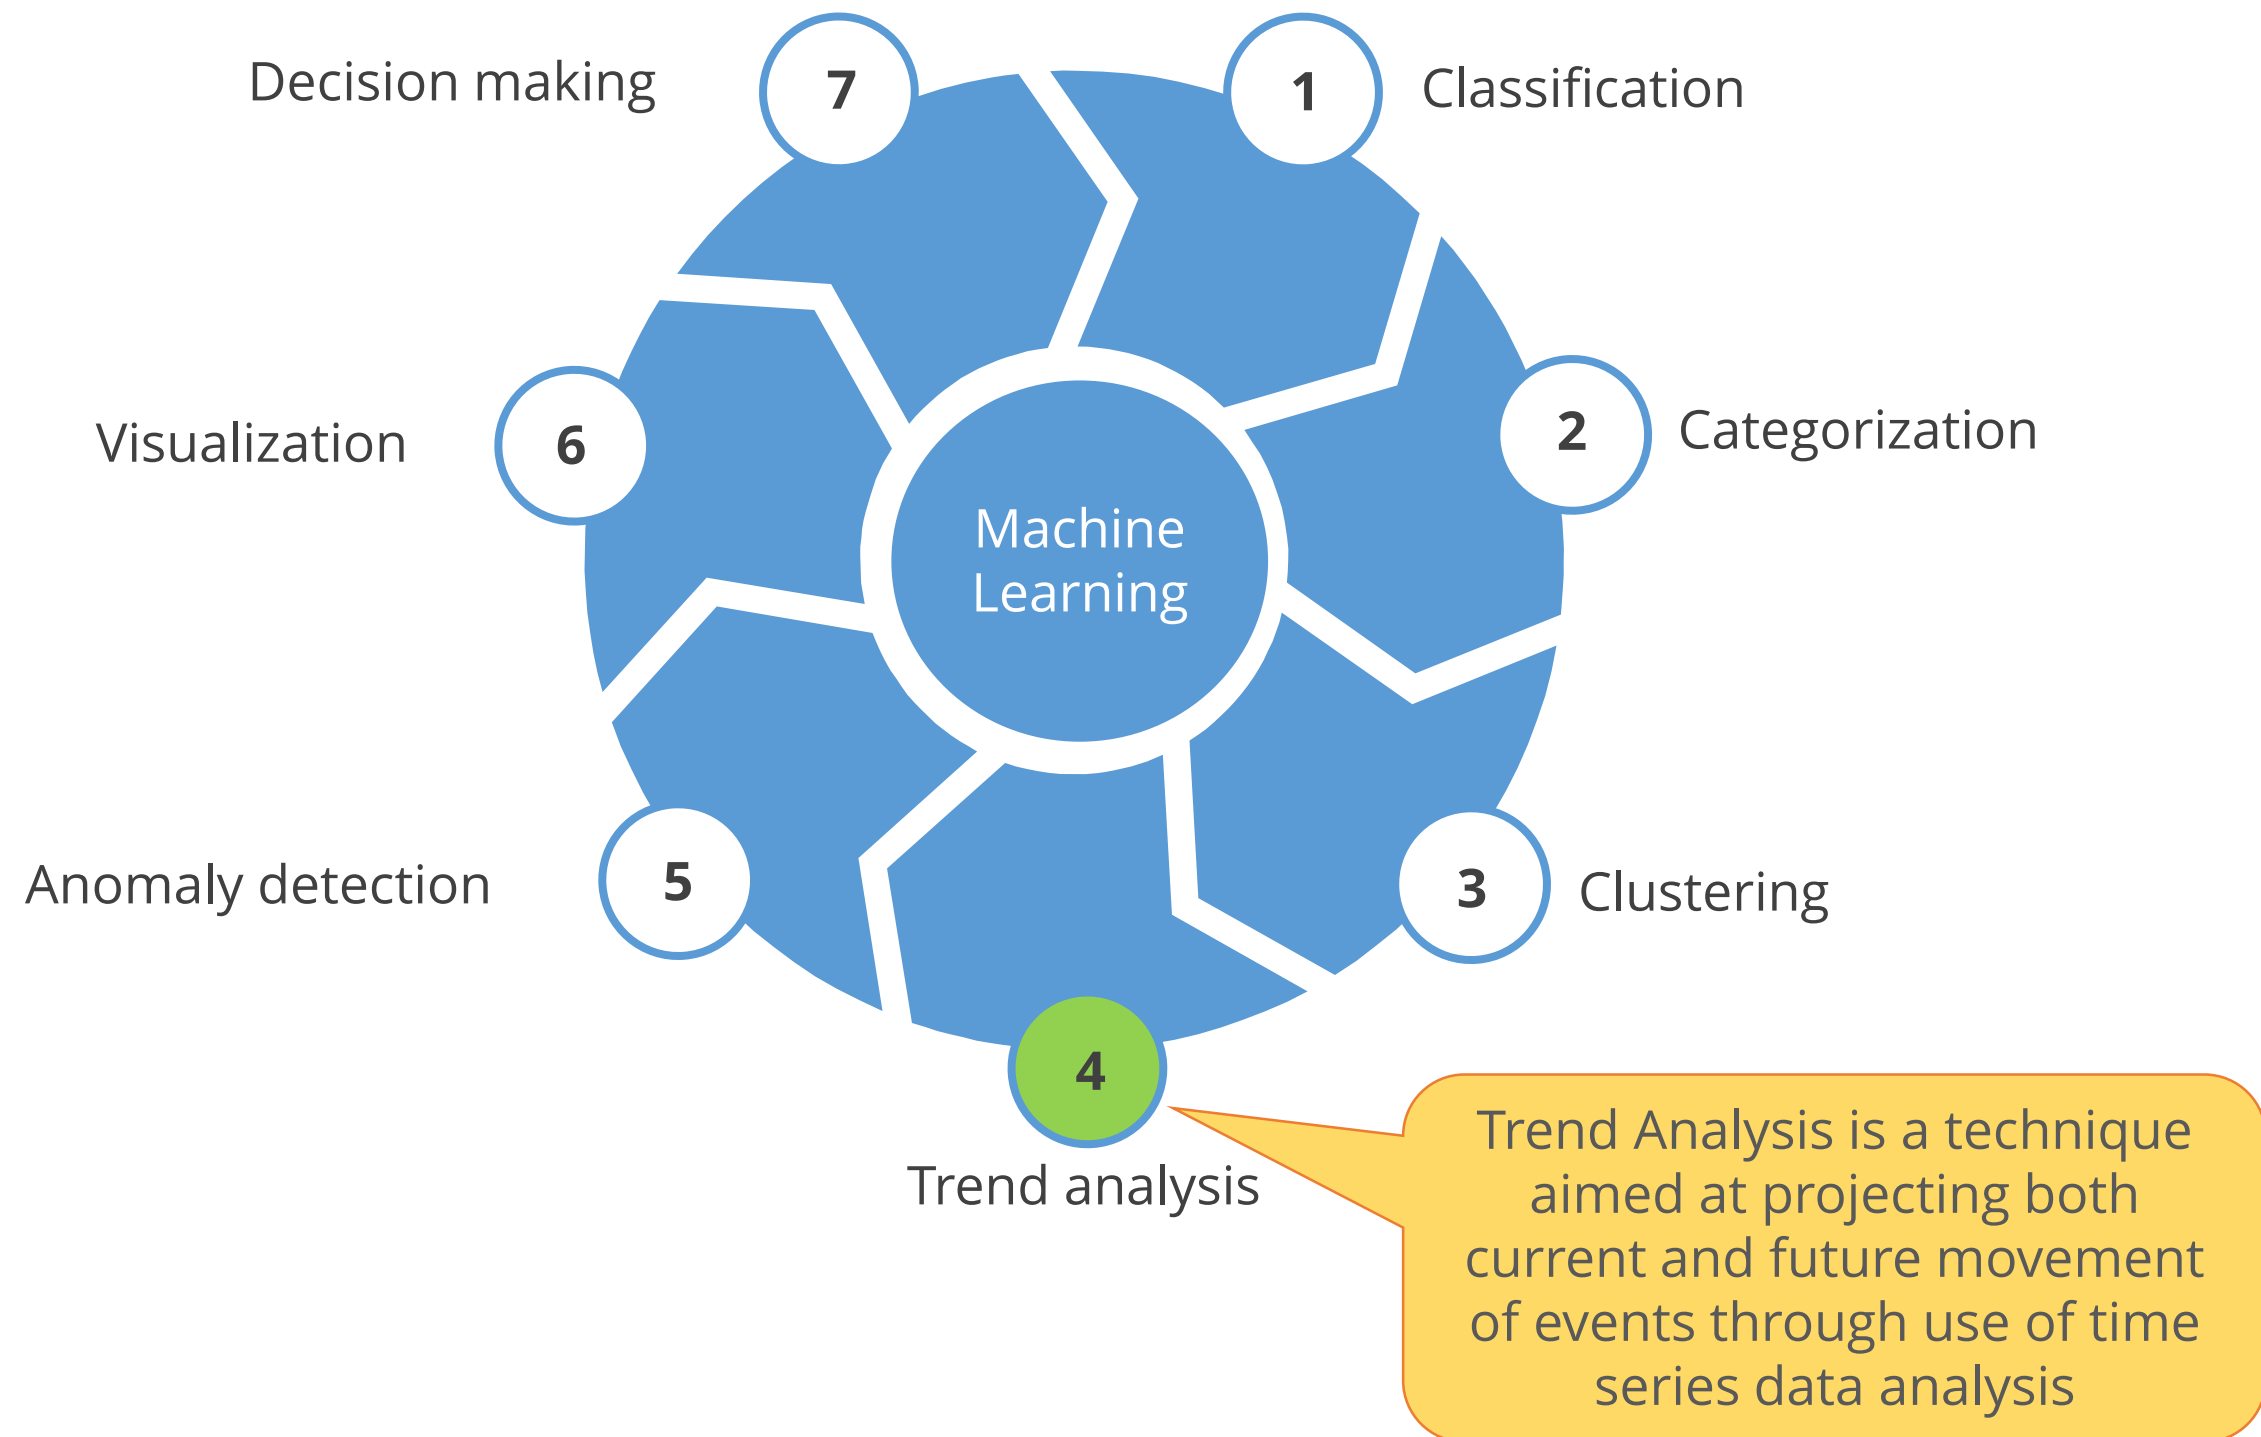 Decision making
7
1
Classification
Visualization
6
2
Categorization
Machine
Learning
Anomaly detection
5
3
Clustering
4
Trend analysis
Trend Analysis is a technique
aimed at projecting both
current and future movement
of events through use of time
series data analysis